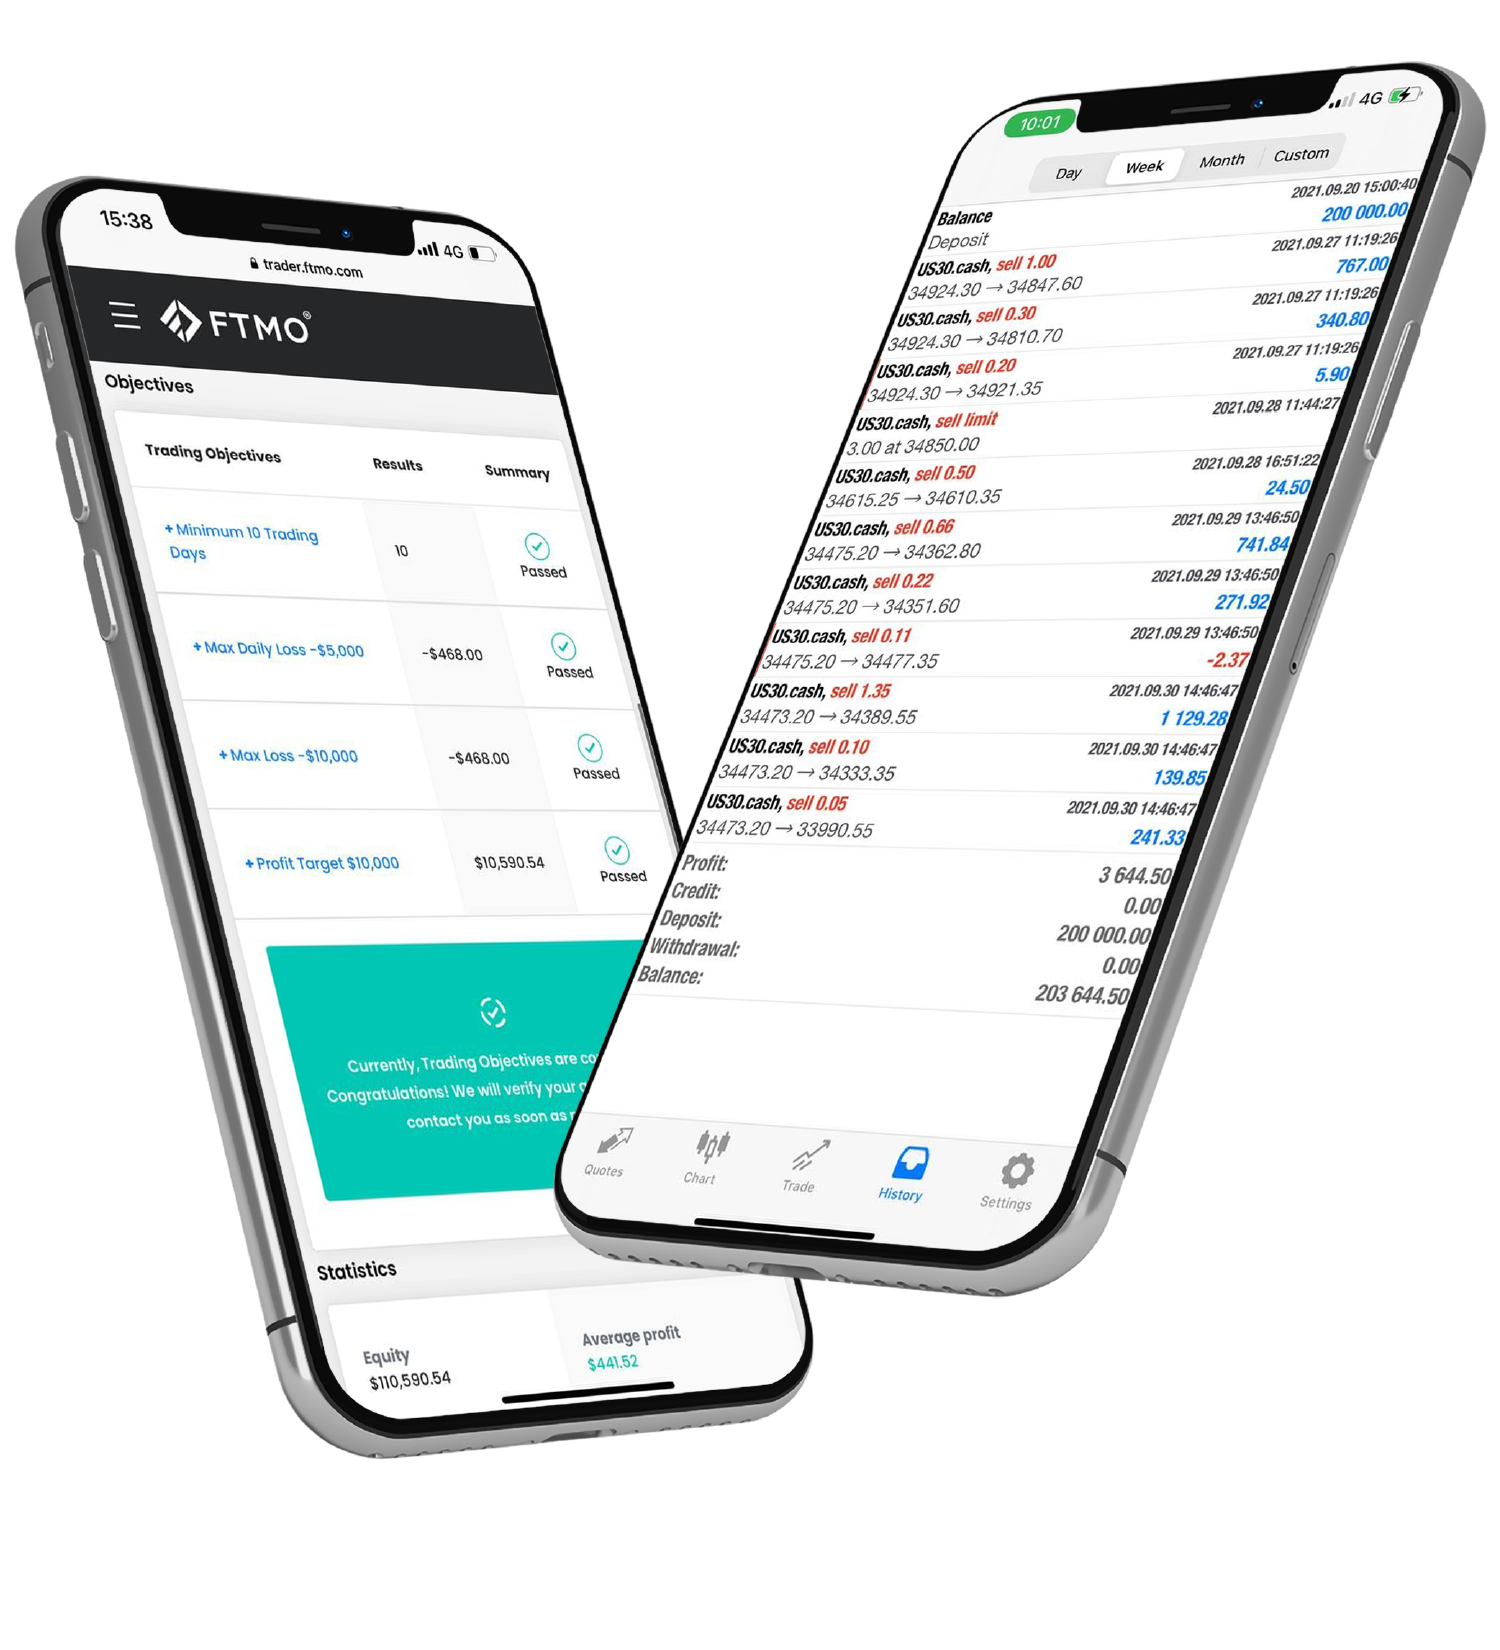 15:38
4G
trader.ftmo.com
FTMO®
Objectives
Trading Objectives Results Summary
+ Minimum 10 Trading
Days
10
Passed
+ Max Daily Loss -$5,000 -$468.00
Passed
+ Max Loss -$10,000 -$468.00
Passed
+ Profit Target $10,000 $10,590.54
Passed
Currently, Trading Objectives are
Congratulations! We will verify your
contact you as soon as
Statistics
Equity
$110,590.54
Average profit
$441.52
10:01
4G
Day Week Month Custom
Balance 2021.09.20 15:00:40
Deposit 200 000.00
US30.cash, sell 1.00 2021.09.27 11:19:26
34924.30 → 34847.60 767.00
US30.cash, sell 0.30 2021.09.27 11:19:26
34924.30 → 34810.70 340.80
US30.cash, sell 0.20 2021.09.27 11:19:26
34924.30 → 34921.35 5.90
US30.cash, sell limit 2021.09.28 11:44:27
3.00 at 34850.00
US30.cash, sell 0.50 2021.09.28 16:51:22
34615.25 → 34610.35 24.50
US30.cash, sell 0.66 2021.09.29 13:46:50
34475.20 → 34362.80 741.84
US30.cash, sell 0.22 2021.09.29 13:46:50
34475.20 → 34351.60 271.92
US30.cash, sell 0.11 2021.09.29 13:46:50
34475.20 → 34477.35 -2.37
US30.cash, sell 1.35 2021.09.30 14:46:47
34473.20 → 34389.55 1 129.28
US30.cash, sell 0.10 2021.09.30 14:46:47
34473.20 → 34333.35 139.85
US30.cash, sell 0.05 2021.09.30 14:46:47
34473.20 → 33990.55 241.33
Profit: 3 644.50
Credit: 0.00
Deposit: 200 000.00
Withdrawal: 0.00
Balance: 203 644.50
Quotes Chart Trade History Settings